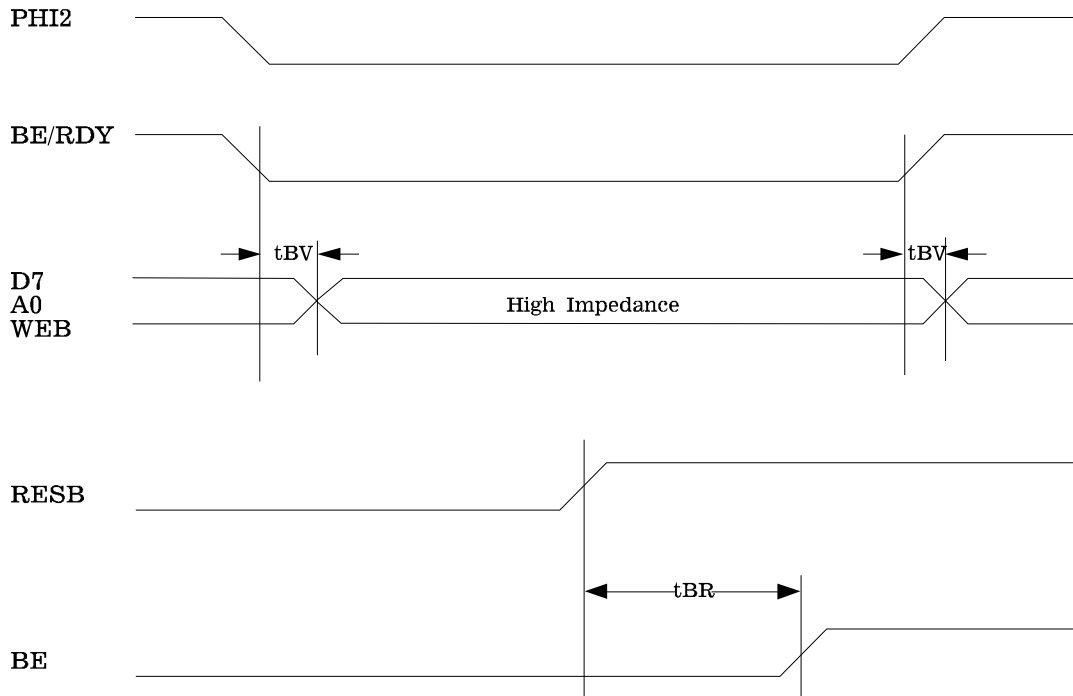 PHI2
BE/RDY
tBV
tBV
D7
A0
High Impedance
WEB
RESB
tBR
BE